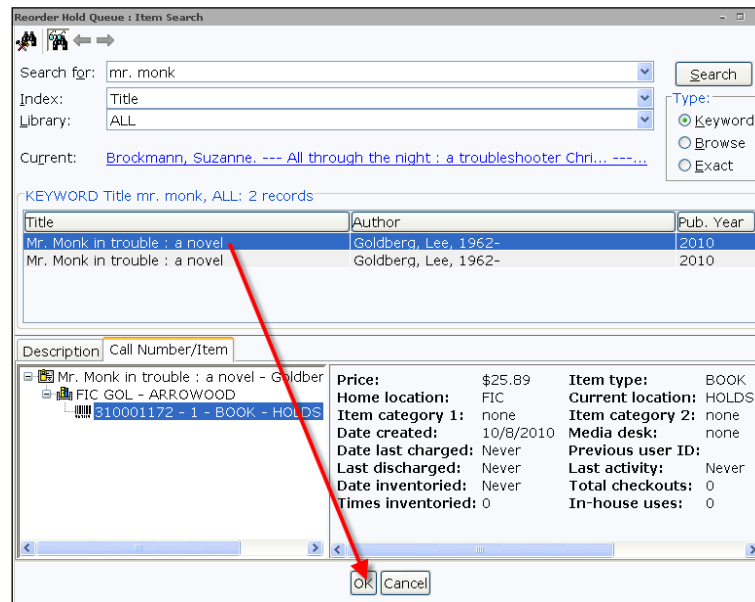 Reorder Hold Queue : Item Search
Search for: mr. monk Search
Index: Title Type:
Library: ALL Keyword
Browse
Current: Brockmann, Suzanne. --- All through the night : a troubleshooter Chri... ---... Exact
KEYWORD Title mr. monk, ALL: 2 records
Title Author Pub. Year
Mr. Monk in trouble : a novel Goldberg, Lee, 1962- 2010
Mr. Monk in trouble : a novel Goldberg, Lee, 1962- 2010
Description Call Number/Item
Mr. Monk in trouble : a novel - Goldber Price: $25.89 Item type: BOOK
FIC GOL - ARROWOOD Home location: FIC Current location: HOLDS
310001172 - 1 - BOOK - HOLDS Item category 1: none Item category 2: none
Date created: 10/8/2010 Media desk: none
Date last charged: Never Previous user ID:
Last discharged: Never Last activity: Never
Date inventoried: Never Total checkouts: 0
Times inventoried: 0 In-house uses: 0
OK Cancel